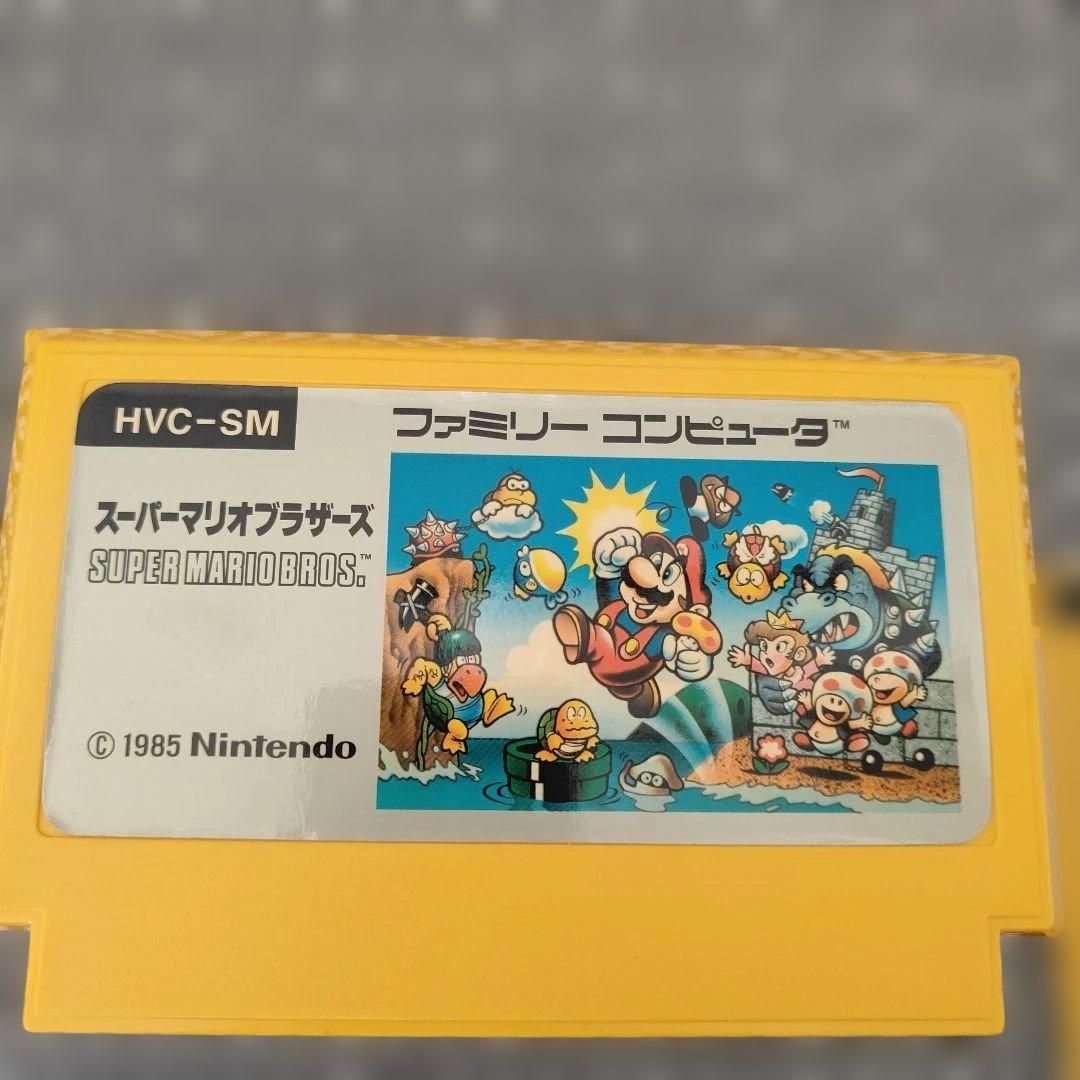 HVC-SM
ファミリー コンピュータ™
スーパーマリオブラザーズ
SUPER MARIO BROS.™
© 1985 Nintendo